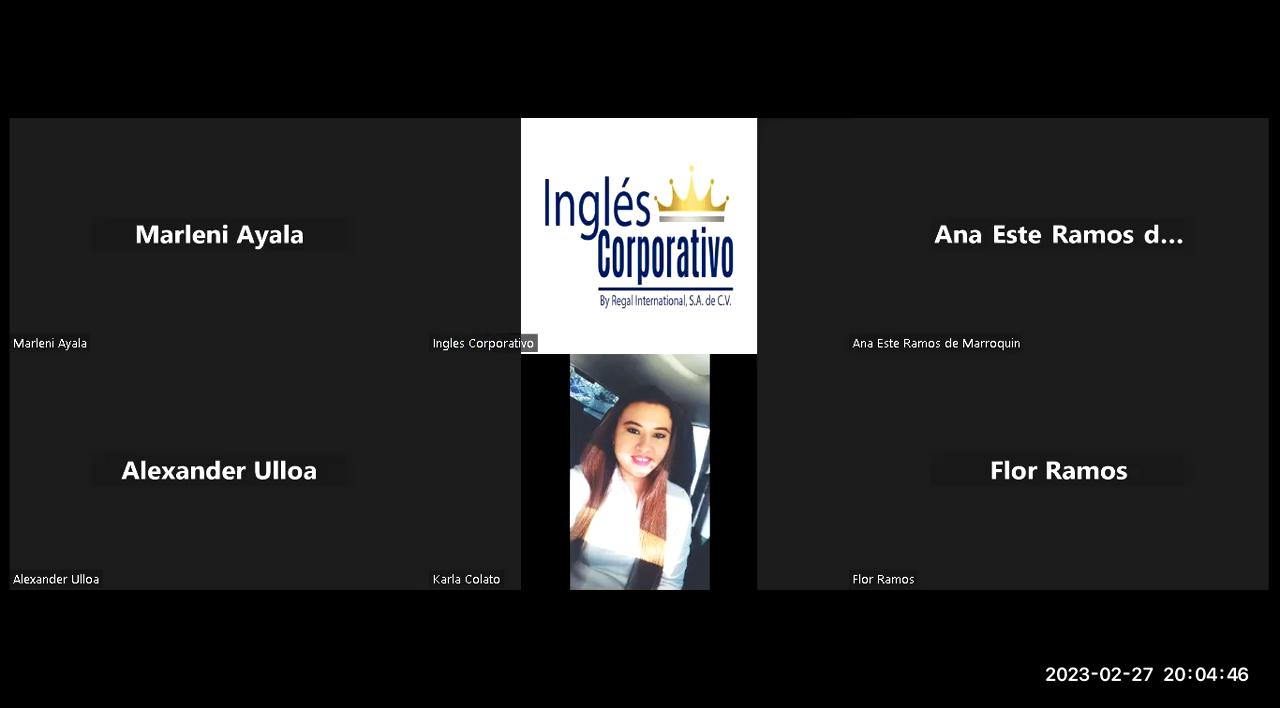 Marleni Ayala
Marleni Ayala
Inglés
Corporativo
By Regal International, S.A. de C.V.
Ingles Corporativo
Ana Este Ramos d...
Ana Este Ramos de Marroquin
Alexander Ulloa
Alexander Ulloa
Karla Colato
Flor Ramos
Flor Ramos
2023-02-27 20:04:46